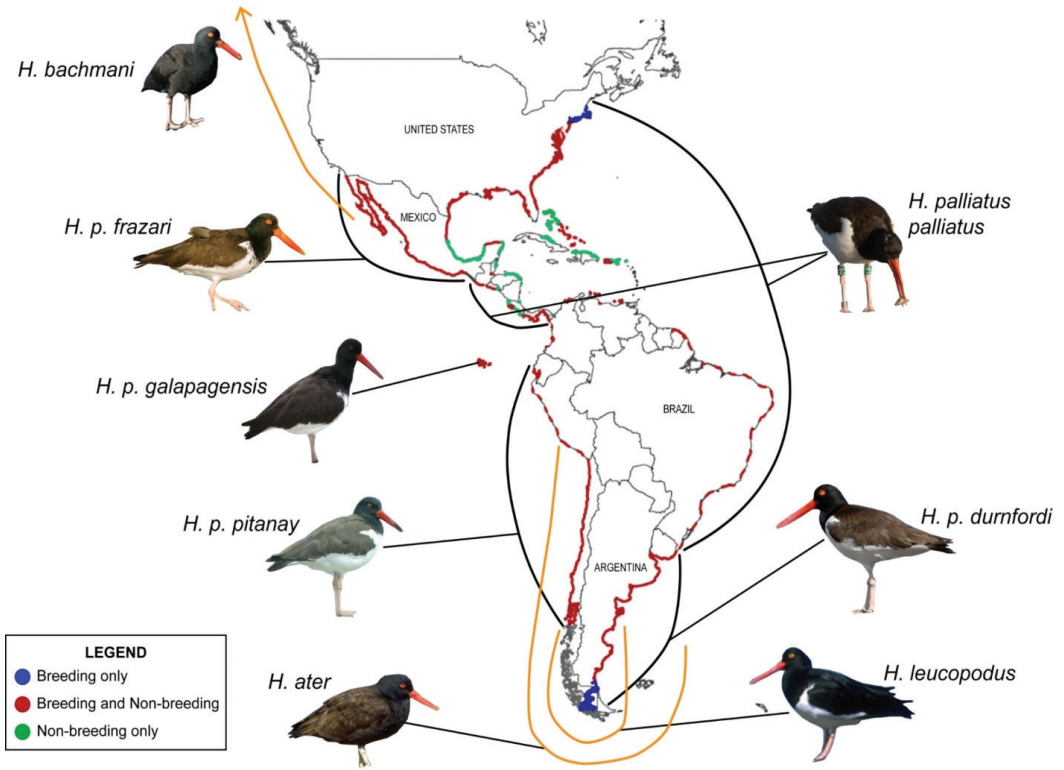 H. bachmani
UNITED STATES
H. p. frazari
MEXICO
H. palliatus
palliatus
H. p. galapagensis
BRAZIL
H. p. pitanay
H. p. durnfordi
ARGENTINA
LEGEND
Breeding only
Breeding and Non-breeding
Non-breeding only
H. ater
H. leucopodus